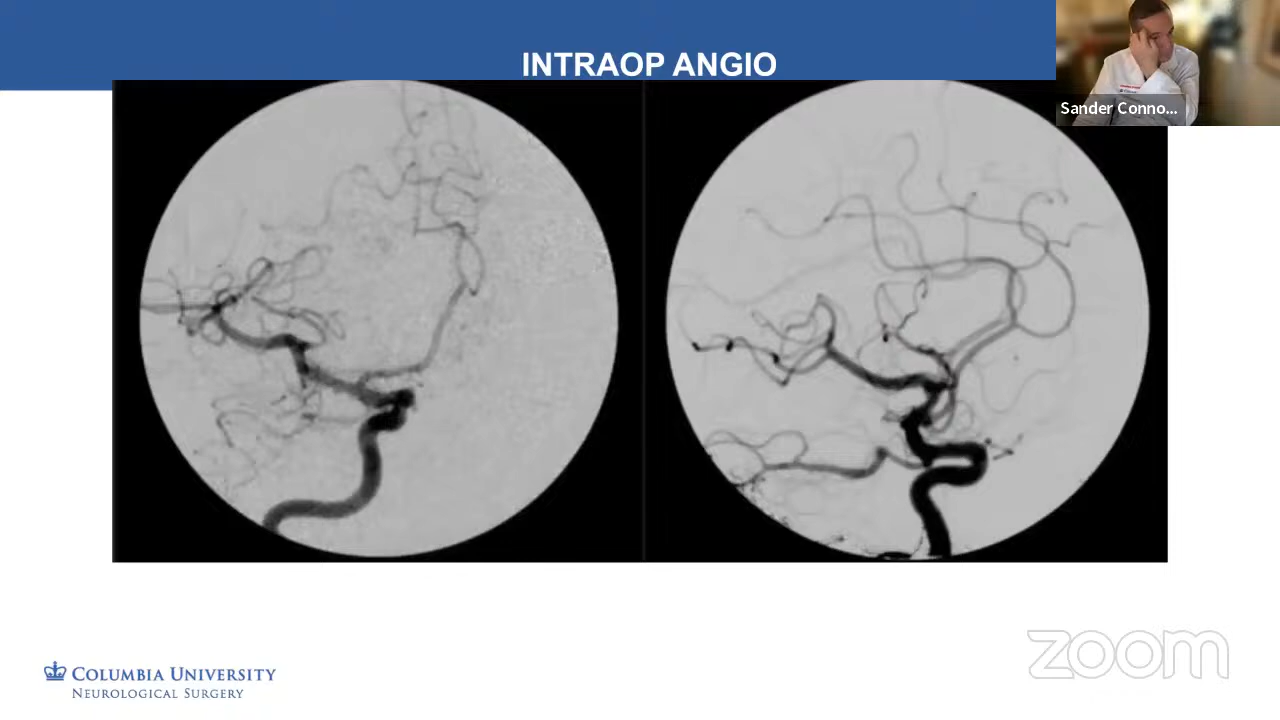 INTRAOP ANGIO
Sander Conno...
COLUMBIA UNIVERSITY
NEUROLOGICAL SURGERY
zoom